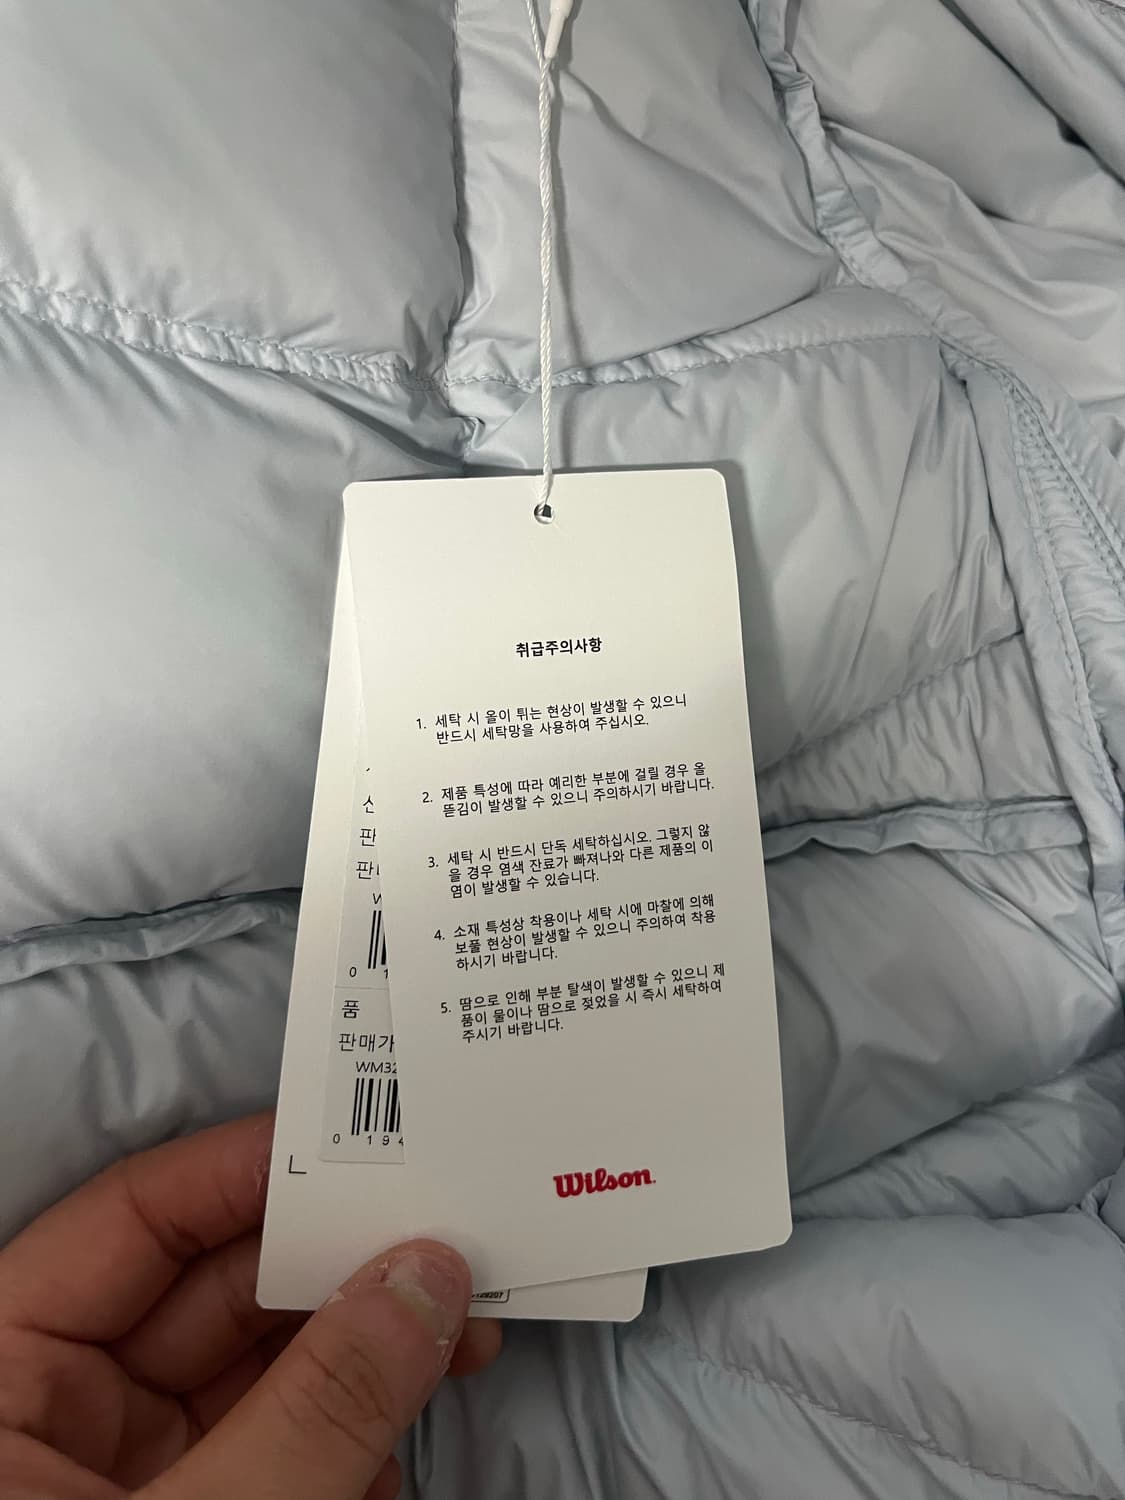 취급주의사항
1. 세탁 시 올이 튀는 현상이 발생할 수 있으니
반드시 세탁망을 사용하여 주십시오.
2. 제품 특성에 따라 예리한 부분에 걸릴 경우 올
뜯김이 발생할 수 있으니 주의하시기 바랍니다.
3. 세탁 시 반드시 단독 세탁하십시오. 그렇지 않
을 경우 염색 잔료가 빠져나와 다른 제품의 이
염이 발생할 수 있습니다.
4. 소재 특성상 착용이나 세탁 시에 마찰에 의해
보풀 현상이 발생할 수 있으니 주의하여 착용
하시기 바랍니다.
5. 땀으로 인해 부분 탈색이 발생할 수 있으니 제
품이 물이나 땀으로 젖었을 시 즉시 세탁하여
주시기 바랍니다.
Wilson.
판
판
W
0 1
품
판매가
WM32
0 194